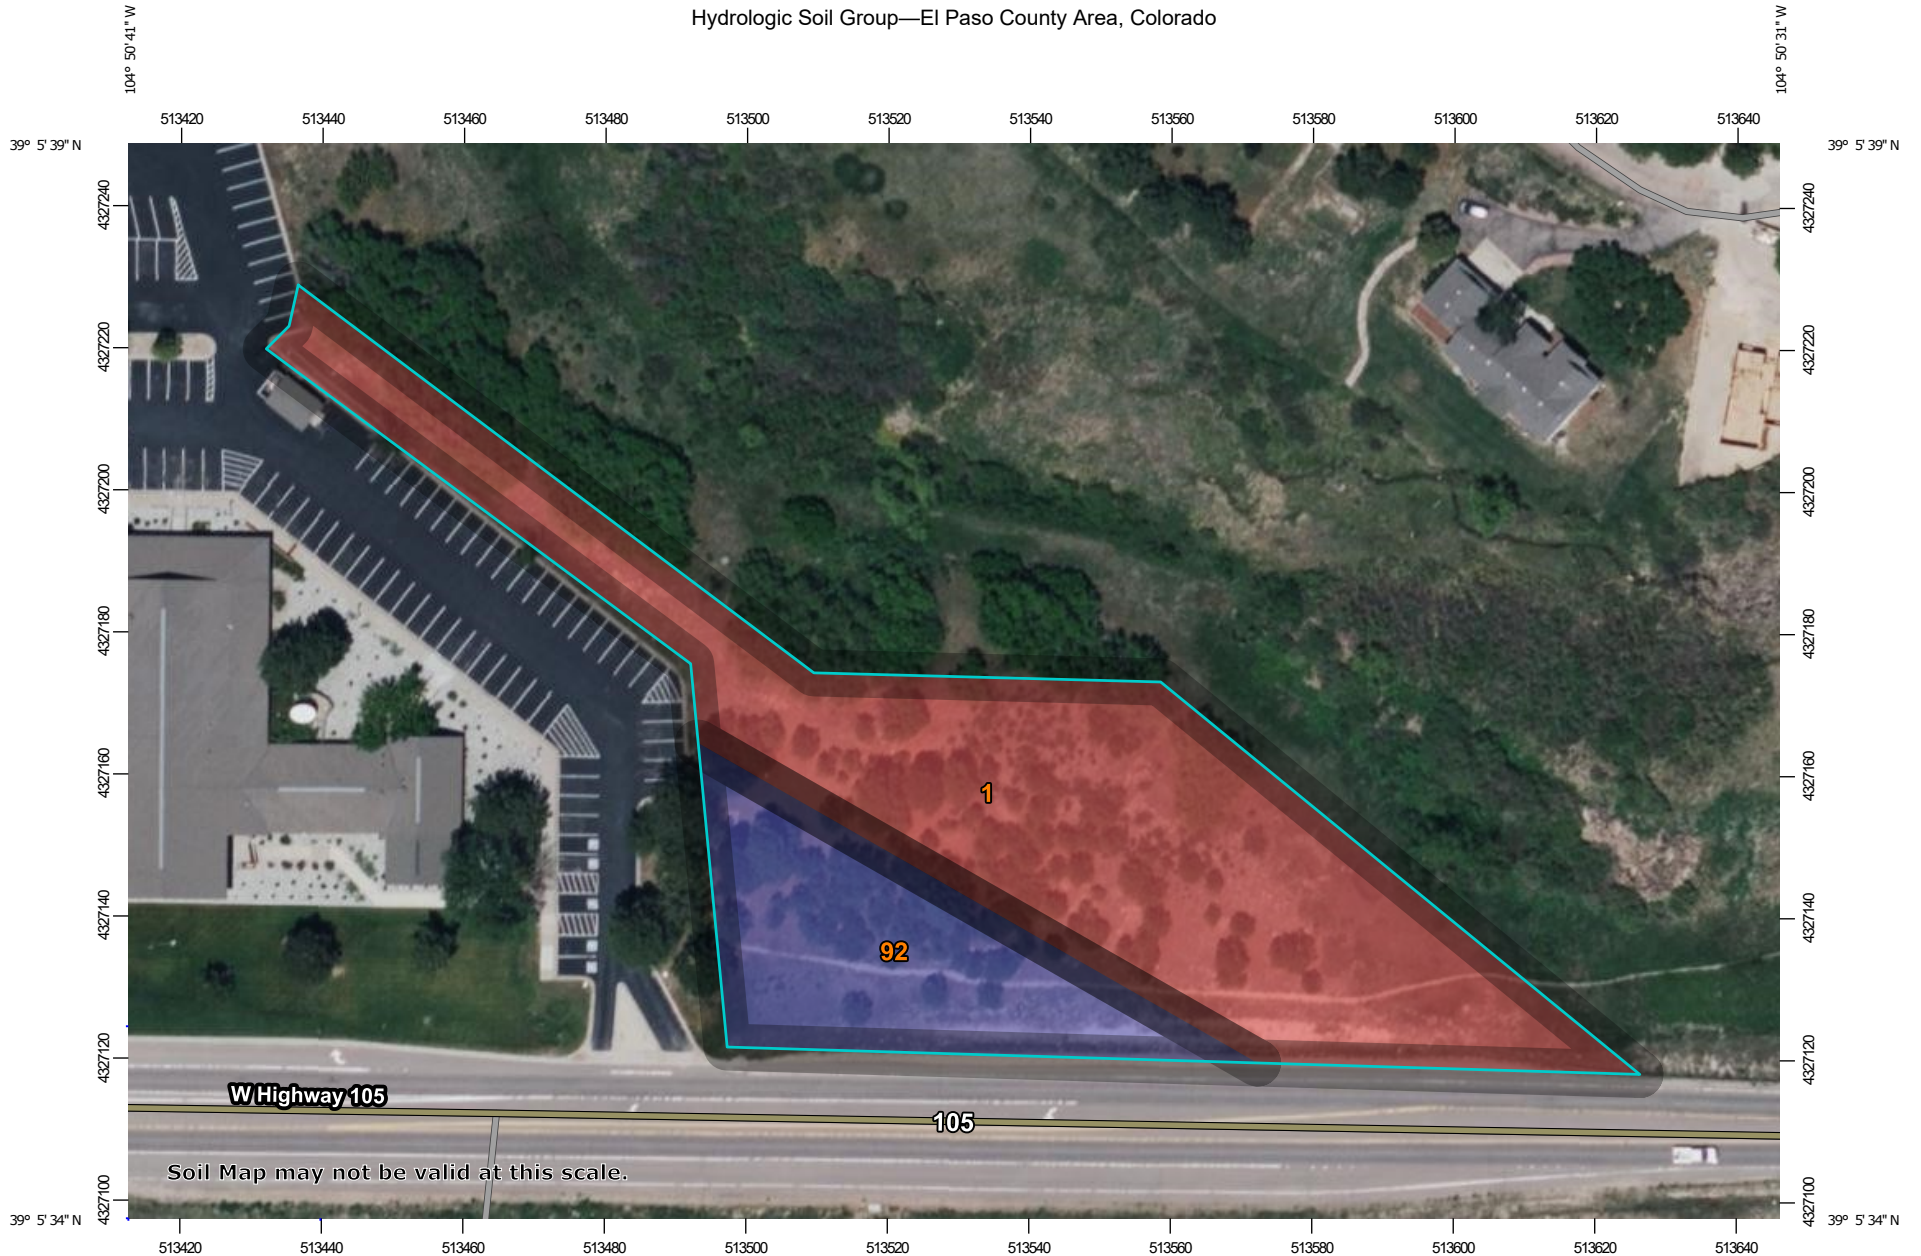 Hydrologic Soil Group—El Paso County Area, Colorado
104° 50' 41" W
104° 50' 31" W
513420 513440 513460 513480 513500 513520 513540 513560 513580 513600 513620 513640
39° 5' 39" N
39° 5' 39" N
4327240
4327240
4327220
4327220
4327200
4327200
4327180
4327180
4327160
4327160
1
4327140
4327140
92
4327120
4327120
W Highway 105
105
Soil Map may not be valid at this scale.
4327100
4327100
39° 5' 34" N
39° 5' 34" N
513420 513440 513460 513480 513500 513520 513540 513560 513580 513600 513620 513640